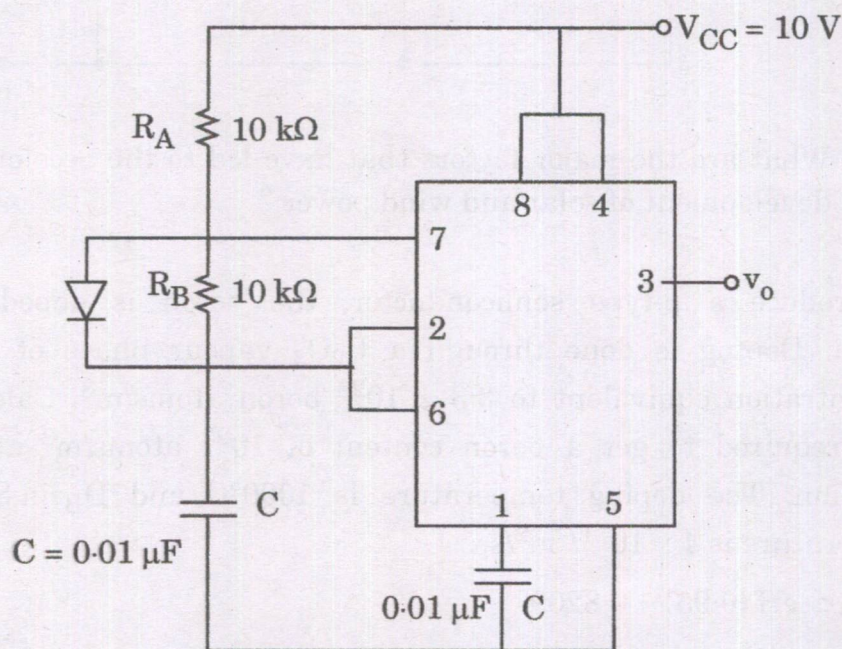 V_CC = 10 V
R_A 10 kΩ
8 4
7
R_B 10 kΩ
3 v_o
2
6
1 5
C
C = 0·01 μF
0·01 μF C